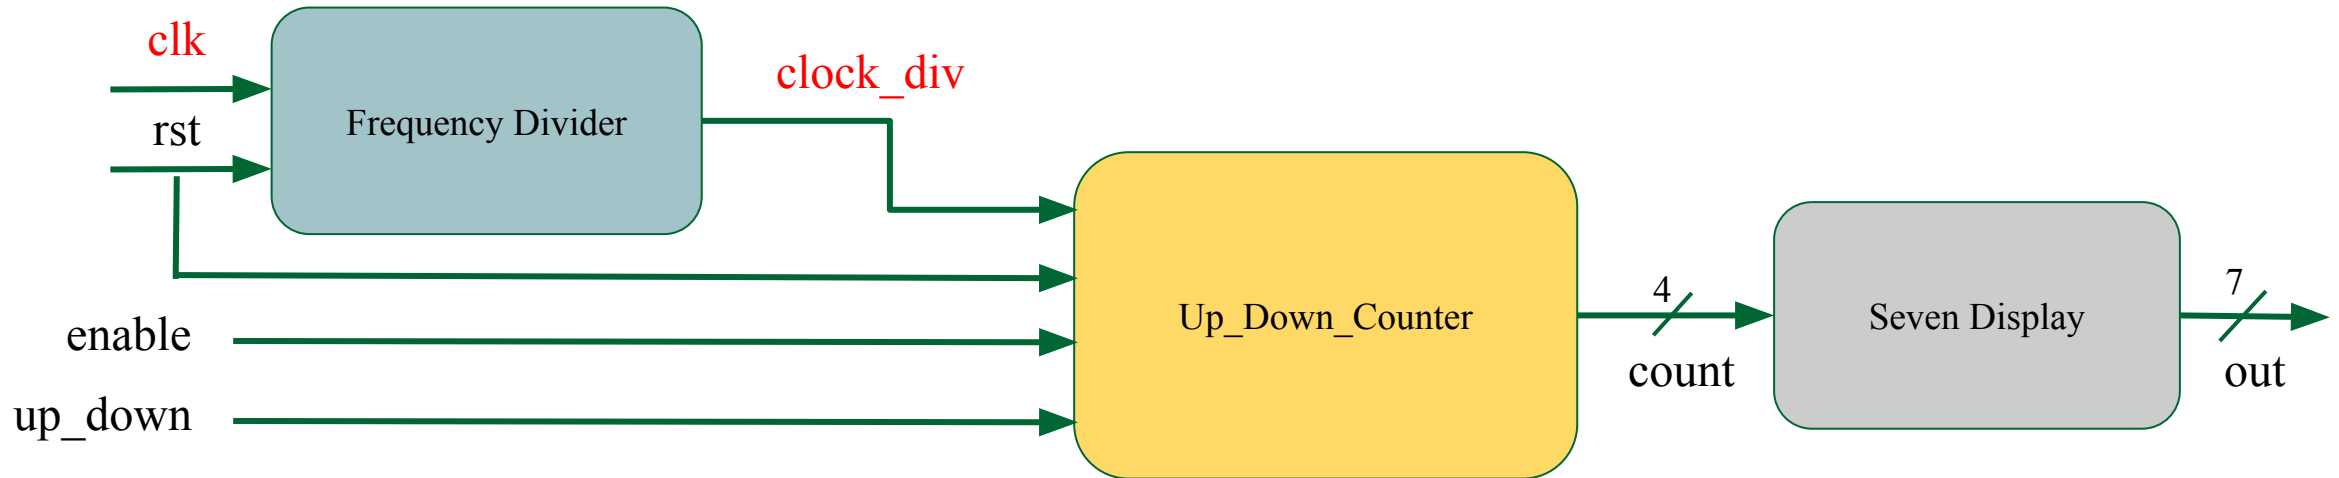 clk
rst
Frequency Divider
clock_div
enable
up_down
Up_Down_Counter
4
count
Seven Display
7
out